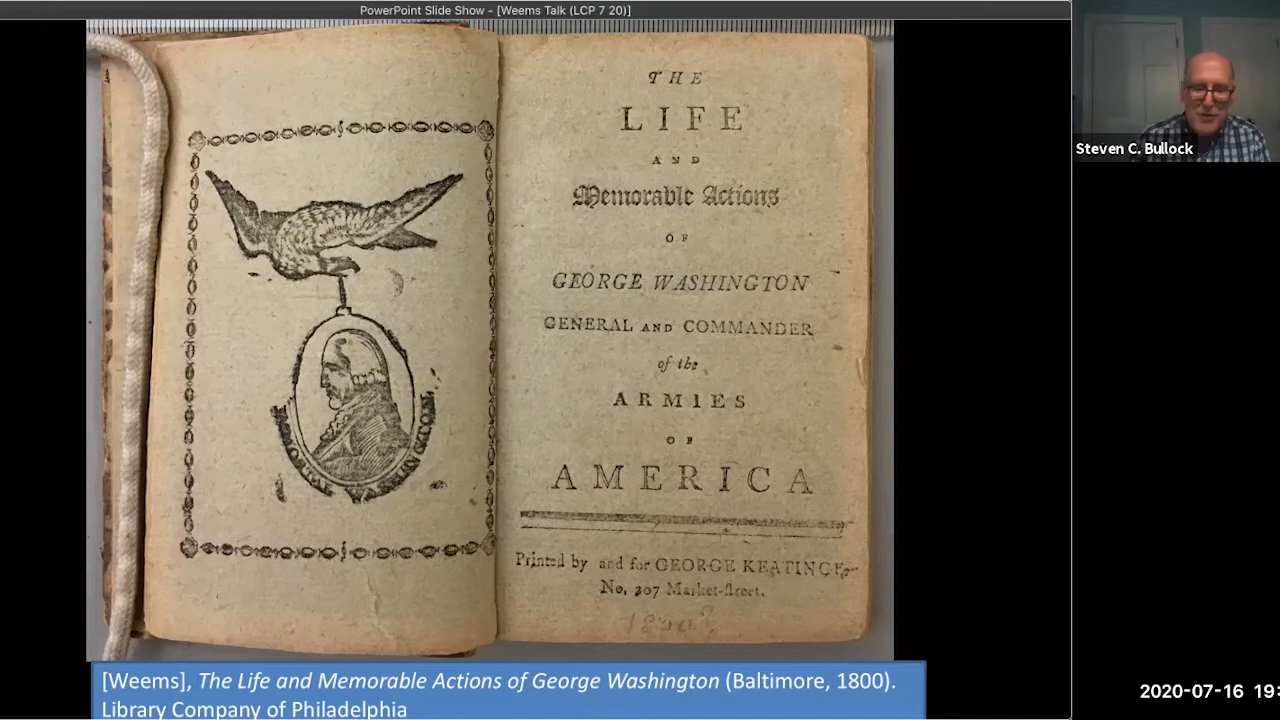 PowerPoint Slide Show - [Weems Talk (LCP 7 20)]
THE
LIFE
AND
Memorable Actions
OF
GEORGE WASHINGTON
GENERAL AND COMMANDER
of the
ARMIES
OF
AMERICA
Printed by and for GEORGE KEATINGE,
No. 207 Market-street.
WASHINGTON
[Weems], The Life and Memorable Actions of George Washington (Baltimore, 1800).
Library Company of Philadelphia
Steven C. Bullock
2020-07-16 19: